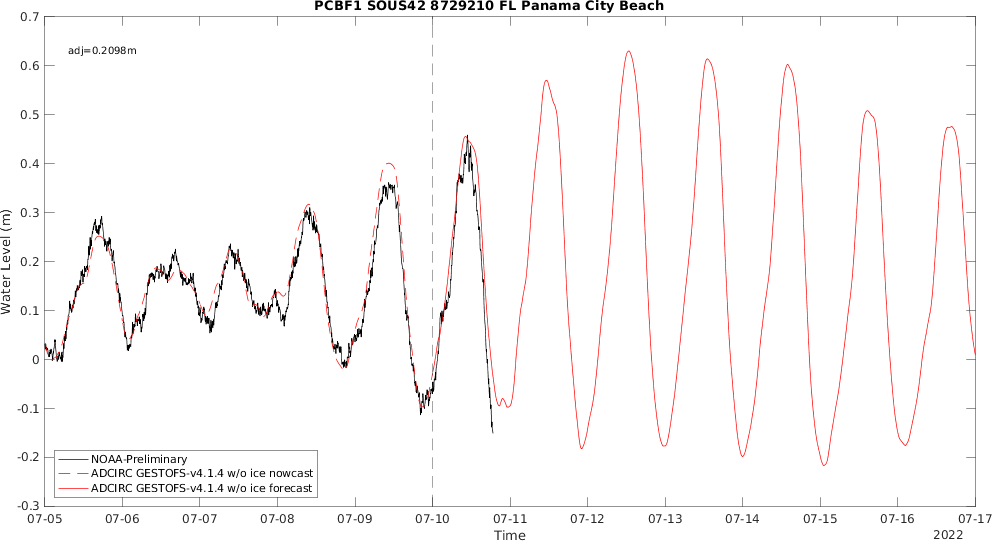 PCBF1 SOUS42 8729210 FL Panama City Beach
adj=0.2098m
Water Level (m)
0.7
0.6
0.5
0.4
0.3
0.2
0.1
0
-0.1
-0.2
-0.3
NOAA-Preliminary
ADCIRC GESTOFS-v4.1.4 w/o ice nowcast
ADCIRC GESTOFS-v4.1.4 w/o ice forecast
07-05 07-06 07-07 07-08 07-09 07-10 07-11 07-12 07-13 07-14 07-15 07-16 07-17
Time
2022